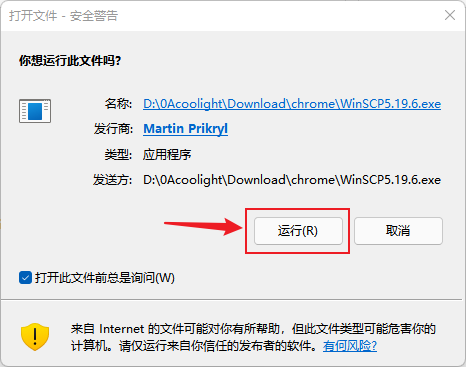 打开文件 - 安全警告
你想运行此文件吗?
名称: D:\0Acoolight\Download\chrome\WinSCP5.19.6.exe
发行商: Martin Prikryl
类型: 应用程序
发送方: D:\0Acoolight\Download\chrome\WinSCP5.19.6.exe
运行(R) 取消
打开此文件前总是询问(W)
来自 Internet 的文件可能对你有所帮助，但此文件类型可能危害你的
计算机。请仅运行来自你信任的发布者的软件。有何风险?